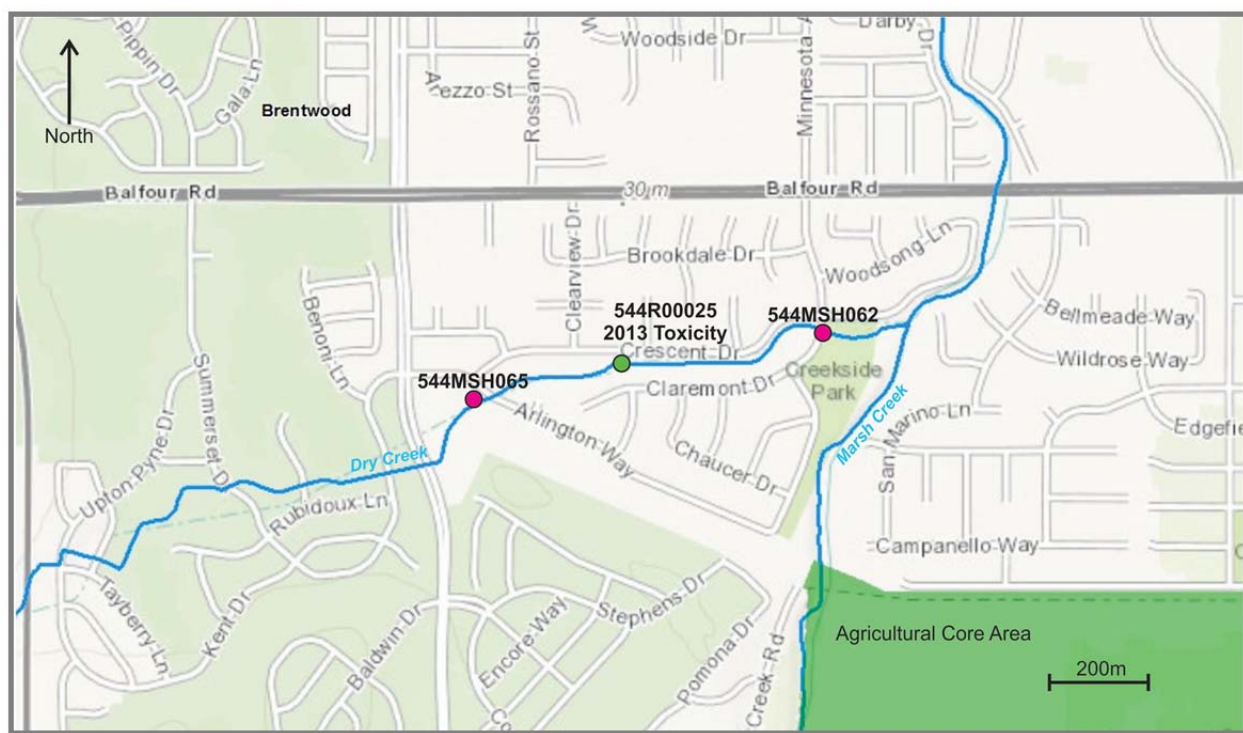 Pippin Dr
Gala Ln
North
Brentwood
Arezzo St
Rossano St
Woodside Dr
Minnesota A
Darby Dr
Balfour Rd
30 m
Balfour Rd
Clearview Dr
Brookdale Dr
Woodsong Ln
544R00025
2013 Toxicity
544MSH062
Bellmeade Way
Benoni Ln
Crescent Dr
Creekside
Park
Wildrose Way
544MSH065
Claremont Dr
Summerset D
Arlington Way
Chaucer Dr
Marsh Creek
San Marino Ln
Edgefie
Upton Pyne Dr
Dry Creek
Rubidoux Ln
Campanello Way
Tayberry Ln
Kent Dr
Baldwin Dr
Encore Way
Stephens Dr
Pomona Dr
Creek Rd
Agricultural Core Area
200m
Co